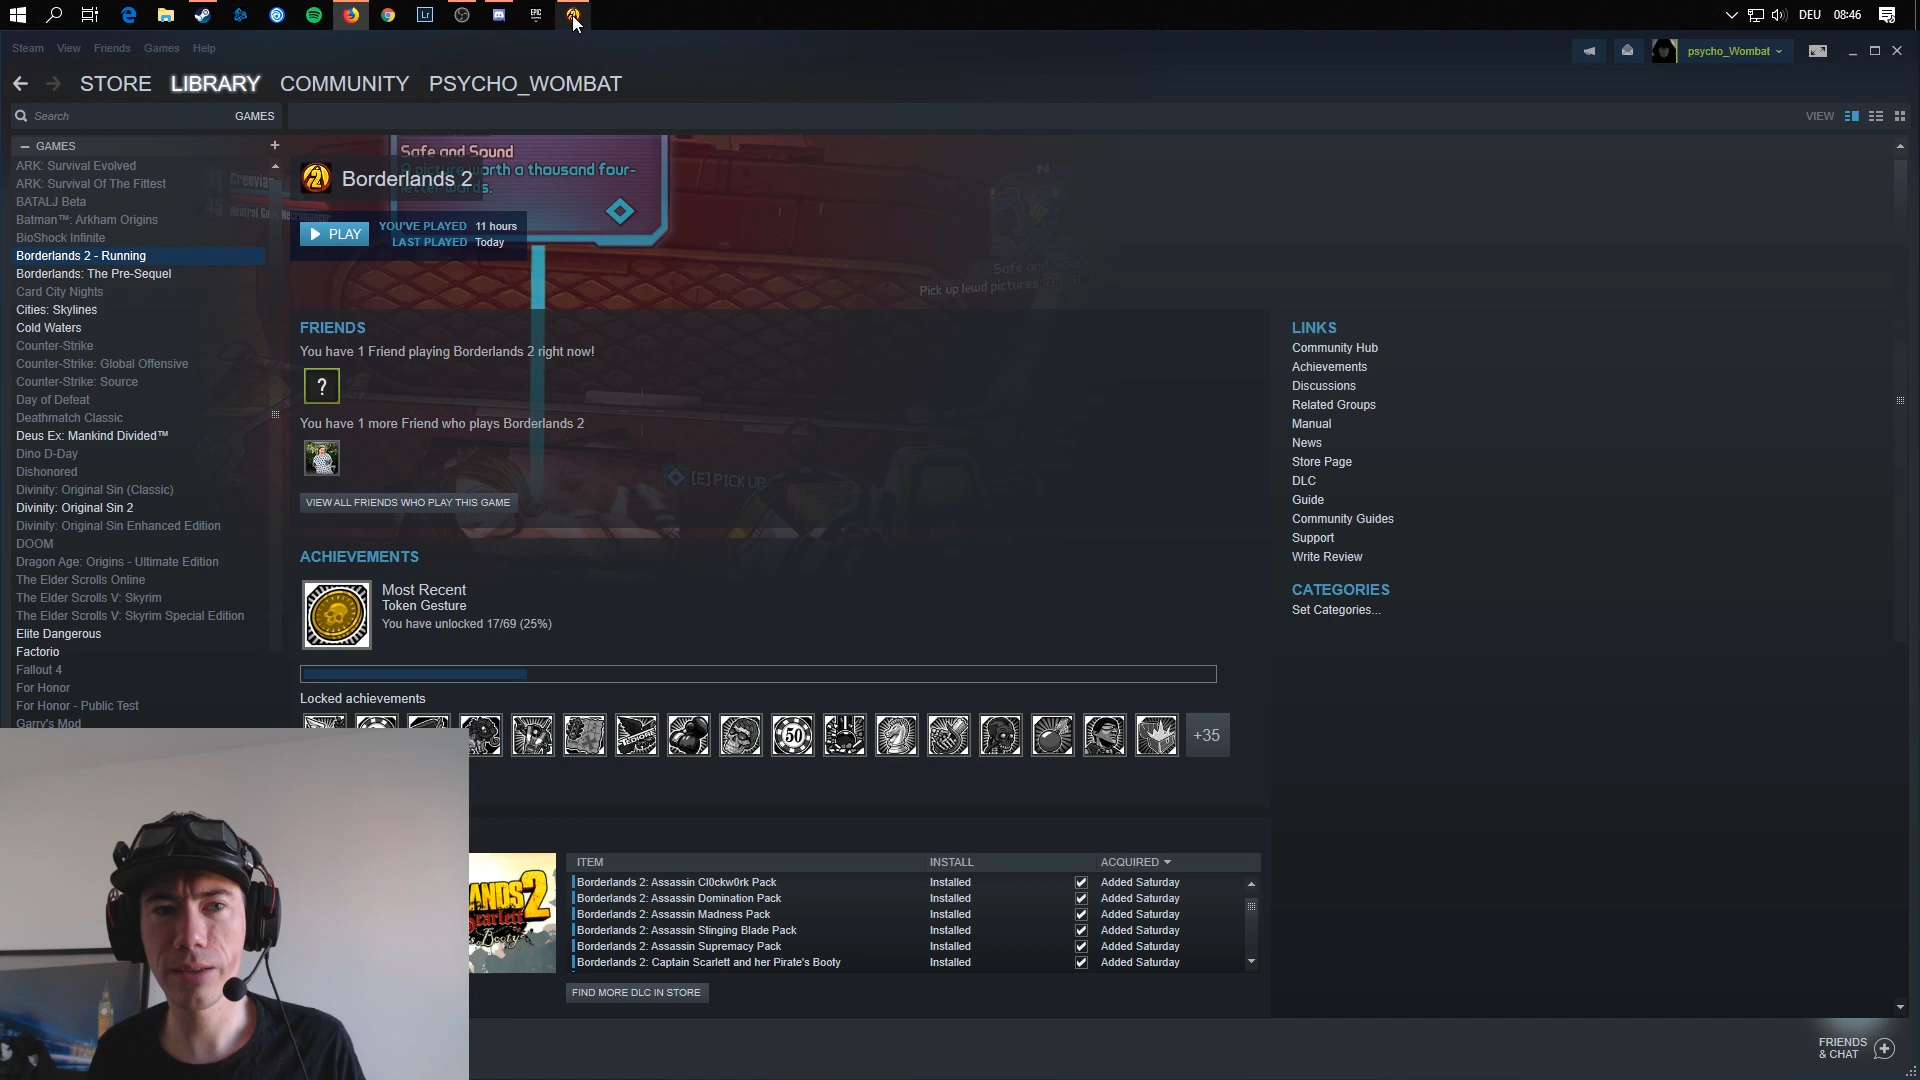 DEU 08:46
Steam View Friends Games Help
psycho_Wombat
STORE LIBRARY COMMUNITY PSYCHO_WOMBAT
Search GAMES
VIEW
GAMES
ARK: Survival Evolved
ARK: Survival Of The Fittest
BATALJ Beta
Batman™: Arkham Origins
BioShock Infinite
Borderlands 2 - Running
Borderlands: The Pre-Sequel
Card City Nights
Cities: Skylines
Cold Waters
Counter-Strike
Counter-Strike: Global Offensive
Counter-Strike: Source
Day of Defeat
Deathmatch Classic
Deus Ex: Mankind Divided™
Dino D-Day
Dishonored
Divinity: Original Sin (Classic)
Divinity: Original Sin 2
Divinity: Original Sin Enhanced Edition
DOOM
Dragon Age: Origins - Ultimate Edition
The Elder Scrolls Online
The Elder Scrolls V: Skyrim
The Elder Scrolls V: Skyrim Special Edition
Elite Dangerous
Factorio
Fallout 4
For Honor
For Honor - Public Test
Garry's Mod
Safe and Sound
worth a thousand four-
Borderlands 2
PLAY
YOU'VE PLAYED 11 hours
LAST PLAYED Today
Pick up lewd pictures
[E] PICK UP
FRIENDS
You have 1 Friend playing Borderlands 2 right now!
?
You have 1 more Friend who plays Borderlands 2
VIEW ALL FRIENDS WHO PLAY THIS GAME
ACHIEVEMENTS
Most Recent
Token Gesture
You have unlocked 17/69 (25%)
Locked achievements
50
+35
ITEM INSTALL ACQUIRED
Borderlands 2: Assassin Cl0ckw0rk Pack Installed Added Saturday
Borderlands 2: Assassin Domination Pack Installed Added Saturday
Borderlands 2: Assassin Madness Pack Installed Added Saturday
Borderlands 2: Assassin Stinging Blade Pack Installed Added Saturday
Borderlands 2: Assassin Supremacy Pack Installed Added Saturday
Borderlands 2: Captain Scarlett and her Pirate's Booty Installed Added Saturday
FIND MORE DLC IN STORE
LINKS
Community Hub
Achievements
Discussions
Related Groups
Manual
News
Store Page
DLC
Guide
Community Guides
Support
Write Review
CATEGORIES
Set Categories...
FRIENDS
& CHAT